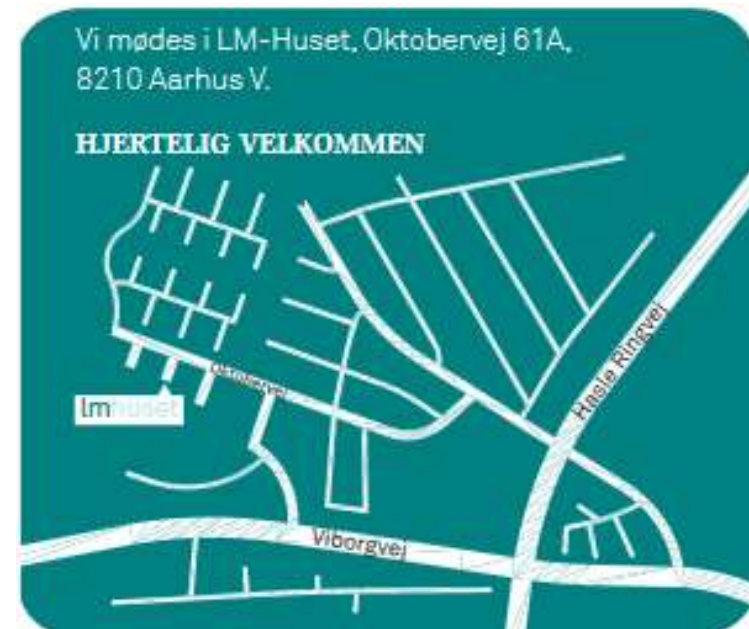 Vi mødes i LM-Huset, Oktobervej 61A,
8210 Aarhus V.
HJERTELIG VELKOMMEN
Hasle Ringvej
Oktobervej
lmhuset
Viborgvej